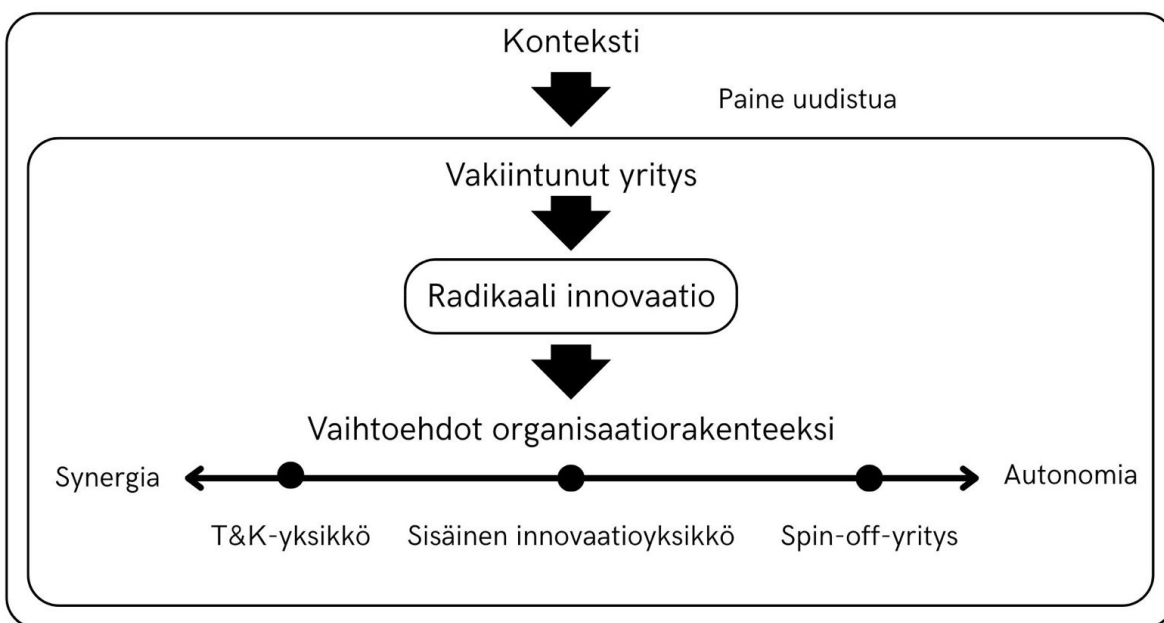 Konteksti
Paine uudistua
Vakiintunut yritys
Radikaali innovaatio
Vaihtoehdot organisaatiorakenteeksi
Synergia
Autonomia
T&K-yksikkö
Sisäinen innovaatioyksikkö
Spin-off-yritys